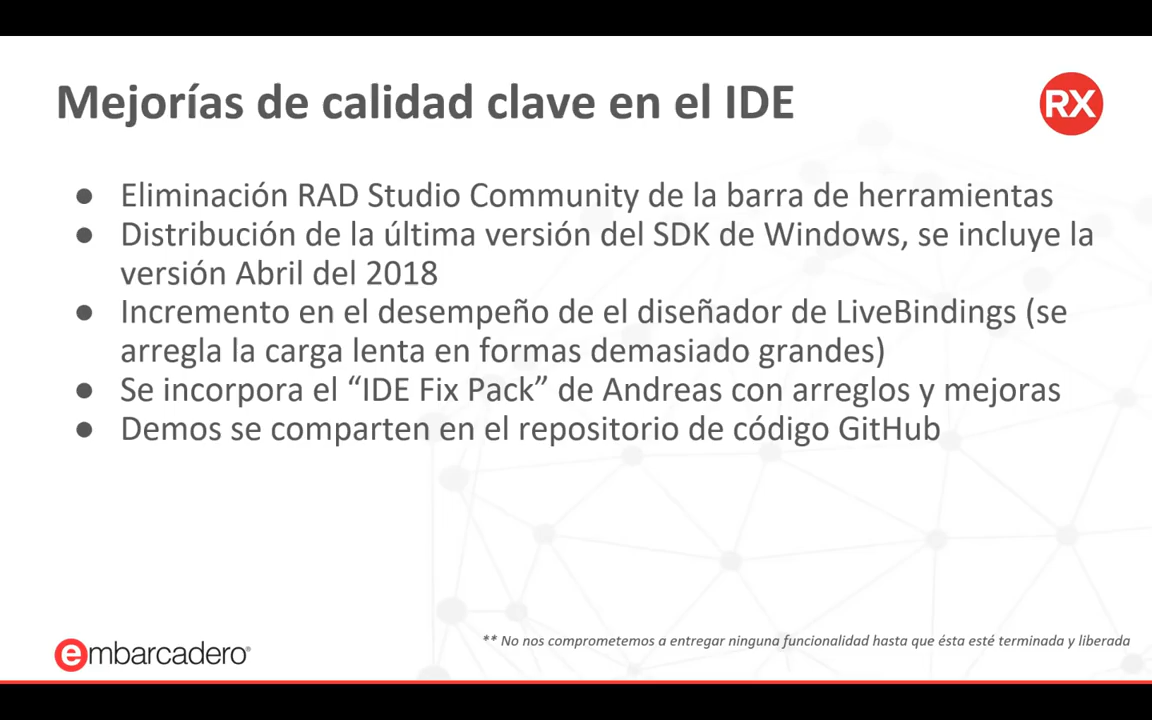 Mejorías de calidad clave en el IDE
RX
● Eliminación RAD Studio Community de la barra de herramientas
● Distribución de la última versión del SDK de Windows, se incluye la
versión Abril del 2018
● Incremento en el desempeño de el diseñador de LiveBindings (se
arregla la carga lenta en formas demasiado grandes)
● Se incorpora el “IDE Fix Pack” de Andreas con arreglos y mejoras
● Demos se comparten en el repositorio de código GitHub
** No nos comprometemos a entregar ninguna funcionalidad hasta que ésta esté terminada y liberada
embarcadero®